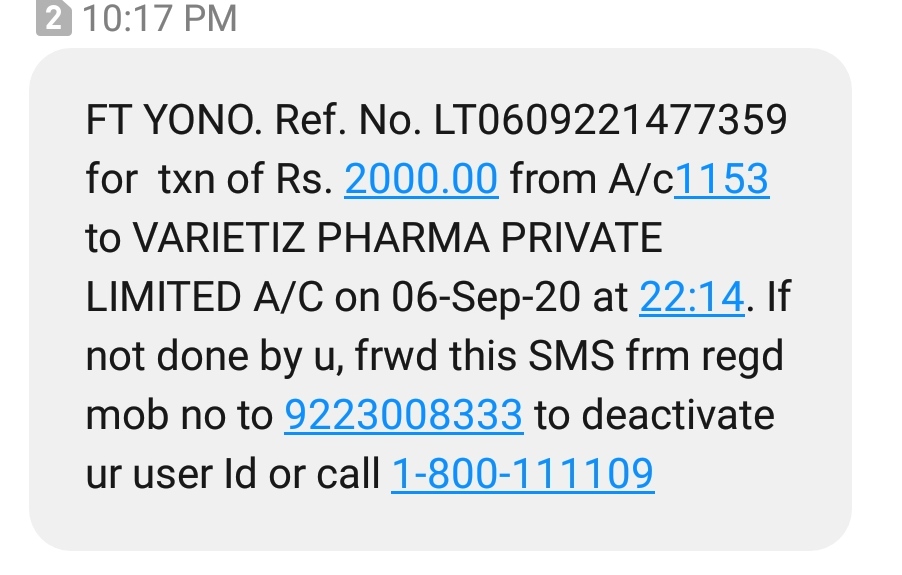 2 10:17 PM
FT YONO. Ref. No. LT0609221477359
for  txn of Rs. 2000.00 from A/c1153
to VARIETIZ PHARMA PRIVATE
LIMITED A/C on 06-Sep-20 at 22:14. If
not done by u, frwd this SMS frm regd
mob no to 9223008333 to deactivate
ur user Id or call 1-800-111109